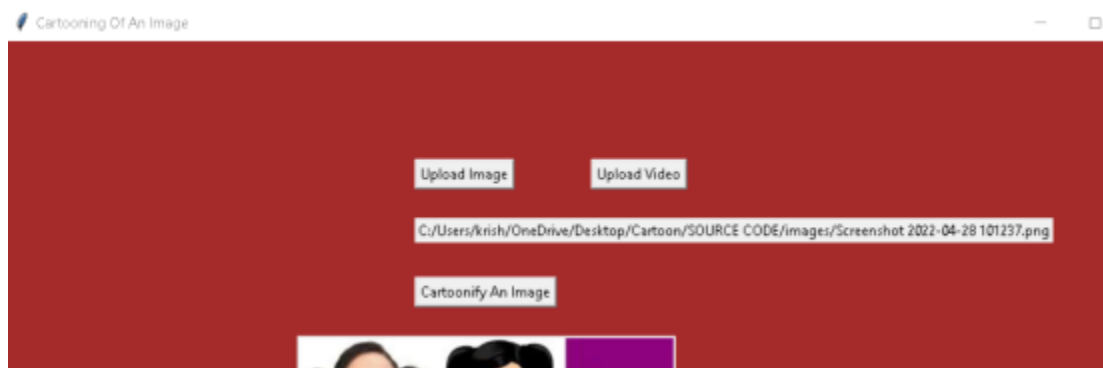 Cartooning Of An Image
Upload Image Upload Video
C:/Users/krish/OneDrive/Desktop/Cartoon/SOURCE CODE/images/Screenshot 2022-04-28 101237.png
Cartoonify An Image